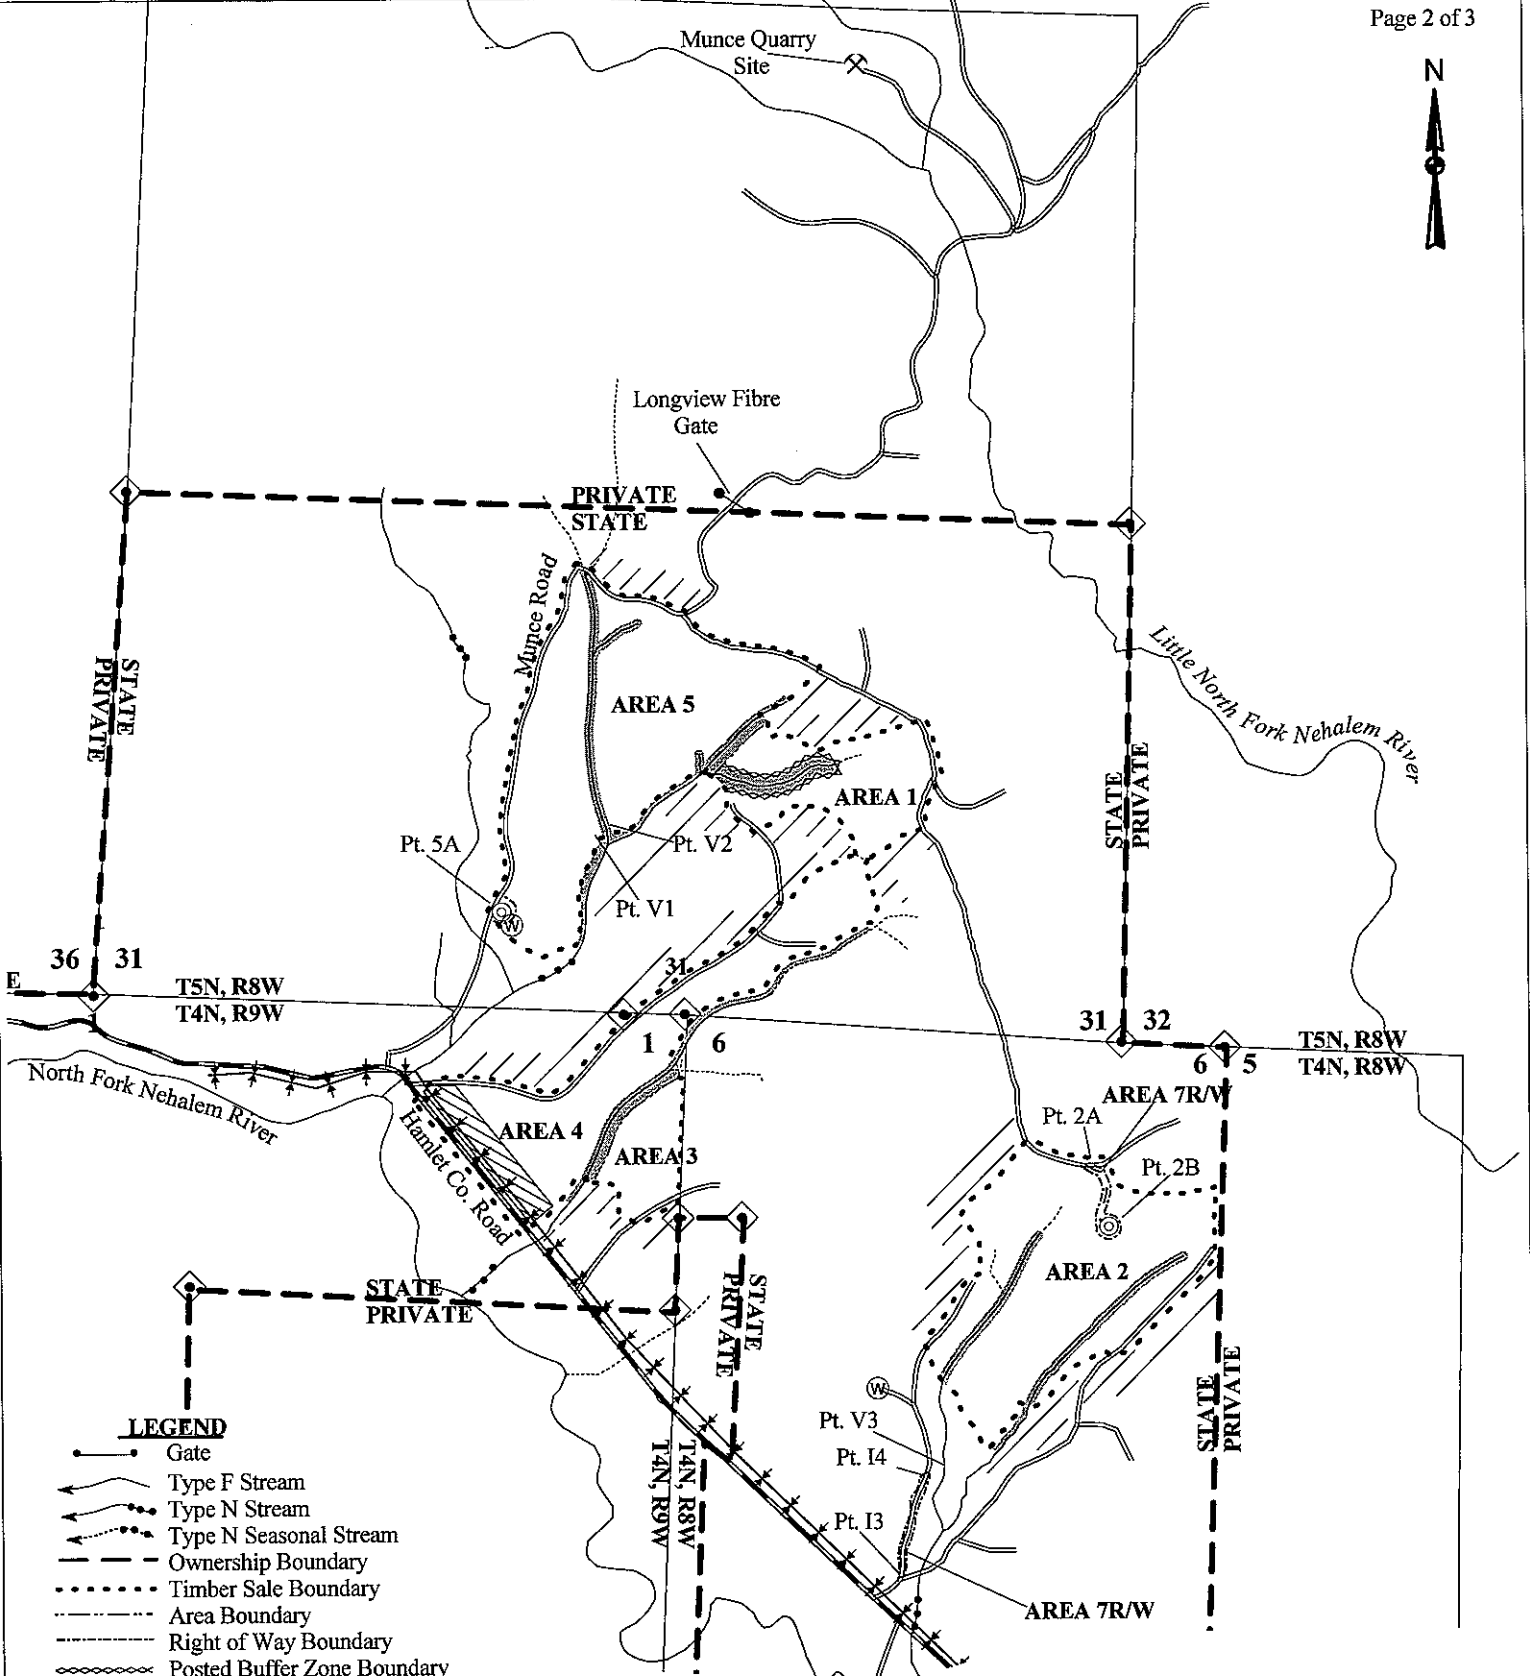 Page 2 of 3
N
Munce Quarry
Site
Longview Fibre
Gate
PRIVATE
STATE
Munce Road
STATE
PRIVATE
Little North Fork Nehalem River
AREA 5
AREA 1
STATE
PRIVATE
Pt. 5A
Pt. V2
Pt. V1
W
36
31
31
E
T5N, R8W
T4N, R9W
1
1
6
31
32
6
5
T5N, R8W
T4N, R8W
North Fork Nehalem River
Hamlet Co. Road
AREA 4
AREA 3
AREA 7R/W
Pt. 2A
Pt. 2B
AREA 2
STATE
PRIVATE
STATE
PRIVATE
W
Pt. V3
Pt. I4
Pt. I3
STATE
PRIVATE
T4N, R8W
T4N, R9W
AREA 7R/W
LEGEND
Gate
Type F Stream
Type N Stream
Type N Seasonal Stream
Ownership Boundary
Timber Sale Boundary
Area Boundary
Right of Way Boundary
Posted Buffer Zone Boundary